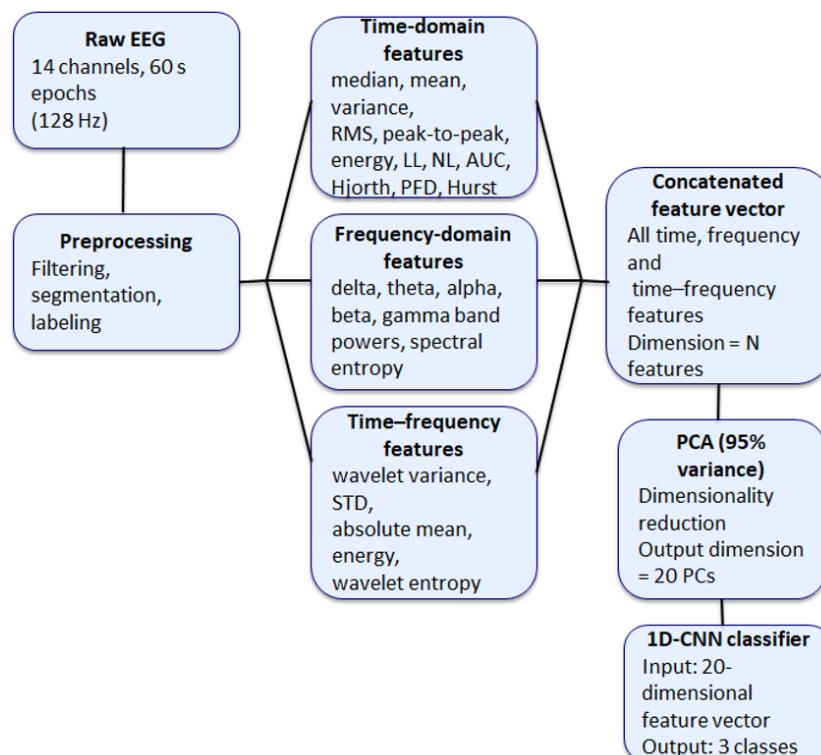 Raw EEG
14 channels, 60 s
epochs
(128 Hz)
Preprocessing
Filtering,
segmentation,
labeling
Time-domain
features
median, mean,
variance,
RMS, peak-to-peak,
energy, LL, NL, AUC,
Hjorth, PFD, Hurst
Frequency-domain
features
delta, theta, alpha,
beta, gamma band
powers, spectral
entropy
Time–frequency
features
wavelet variance,
STD,
absolute mean,
energy,
wavelet entropy
Concatenated
feature vector
All time, frequency
and
time–frequency
features
Dimension = N
features
PCA (95%
variance)
Dimensionality
reduction
Output dimension
= 20 PCs
1D-CNN classifier
Input: 20-
dimensional
feature vector
Output: 3 classes